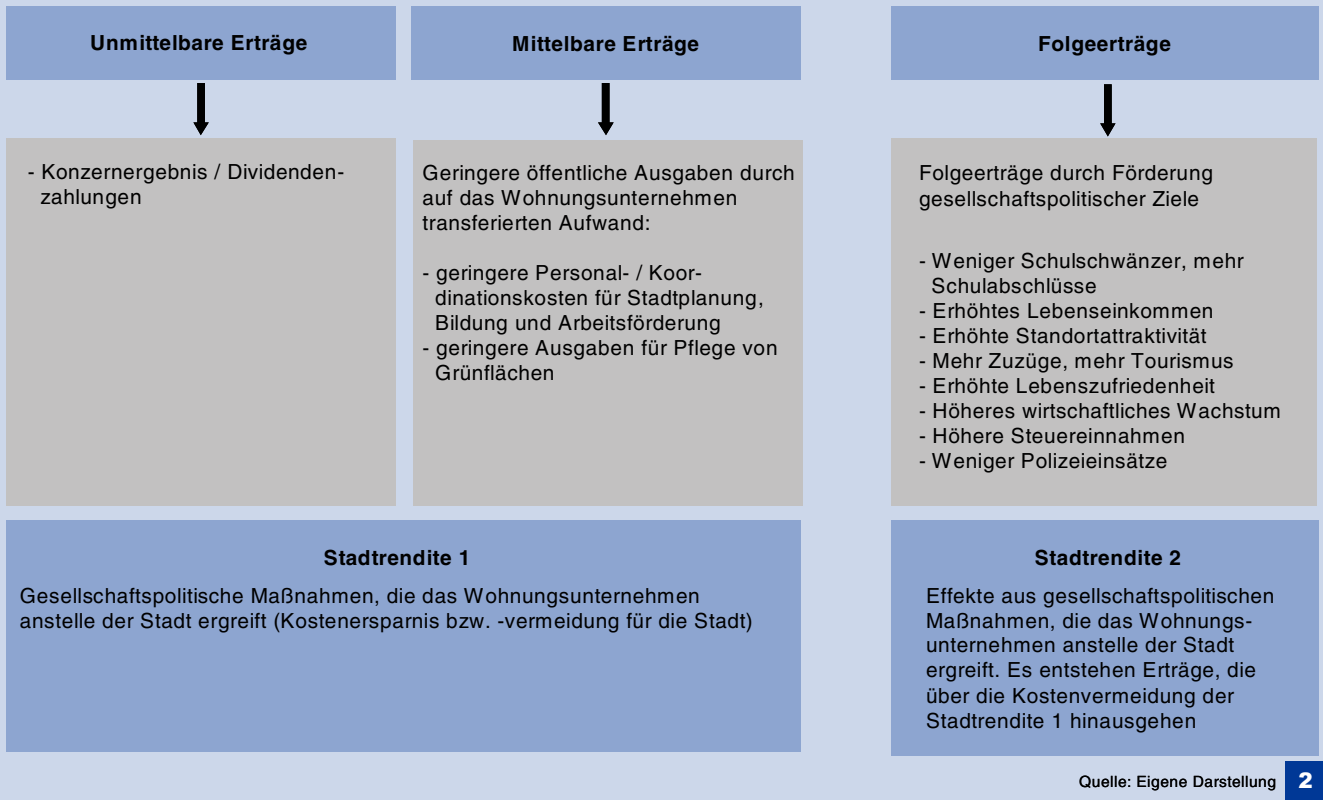 Unmittelbare Erträge
- Konzernergebnis / Dividenden-
zahlungen
Mittelbare Erträge
Geringere öffentliche Ausgaben durch
auf das Wohnungsunternehmen
transferierten Aufwand:
- geringere Personal- / Koor-
dinationskosten für Stadtplanung,
Bildung und Arbeitsförderung
- geringere Ausgaben für Pflege von
Grünflächen
Stadtrendite 1
Gesellschaftspolitische Maßnahmen, die das Wohnungsunternehmen
anstelle der Stadt ergreift (Kostenersparnis bzw. -vermeidung für die Stadt)
Folgeerträge
Folgeerträge durch Förderung
gesellschaftspolitischer Ziele
- Weniger Schulschwänzer, mehr
Schulabschlüsse
- Erhöhtes Lebenseinkommen
- Erhöhte Standortattraktivität
- Mehr Zuzüge, mehr Tourismus
- Erhöhte Lebenszufriedenheit
- Höheres wirtschaftliches Wachstum
- Höhere Steuereinnahmen
- Weniger Polizeieinsätze
Stadtrendite 2
Effekte aus gesellschaftspolitischen
Maßnahmen, die das Wohnungs-
unternehmen anstelle der Stadt
ergreift. Es entstehen Erträge, die
über die Kostenvermeidung der
Stadtrendite 1 hinausgehen
Quelle: Eigene Darstellung 2